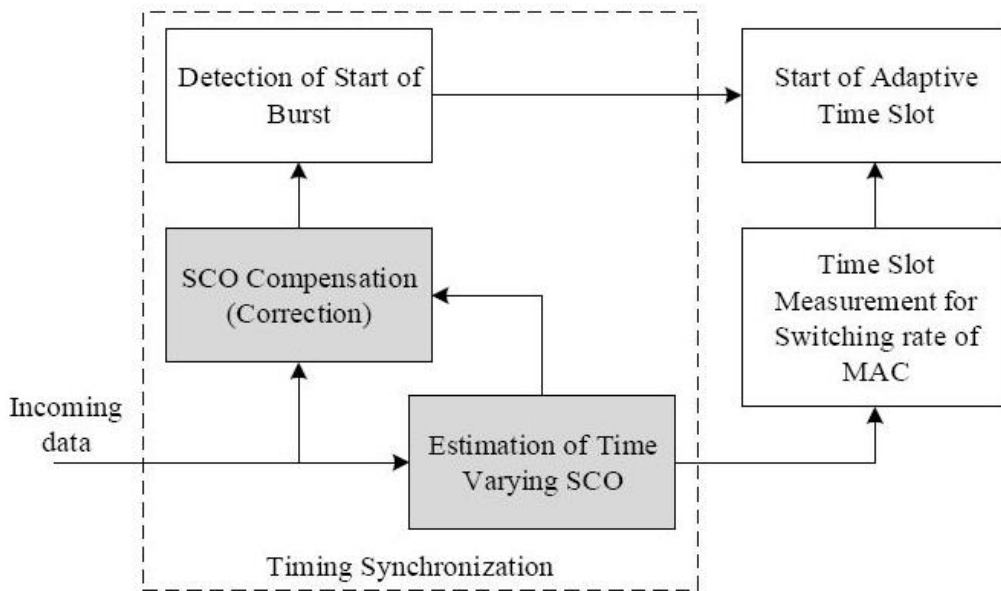 Detection of Start of
Burst
Start of Adaptive
Time Slot
SCO Compensation
(Correction)
Time Slot
Measurement for
Switching rate of
MAC
Incoming
data
Estimation of Time
Varying SCO
Timing Synchronization